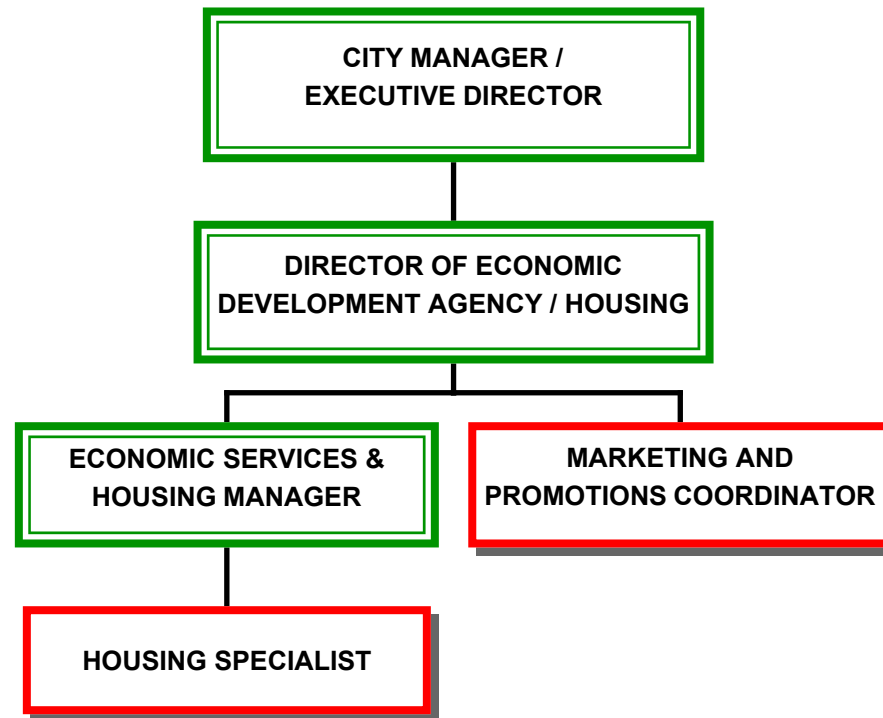 CITY MANAGER /
EXECUTIVE DIRECTOR
DIRECTOR OF ECONOMIC
DEVELOPMENT AGENCY / HOUSING
ECONOMIC SERVICES &
HOUSING MANAGER
MARKETING AND
PROMOTIONS COORDINATOR
HOUSING SPECIALIST